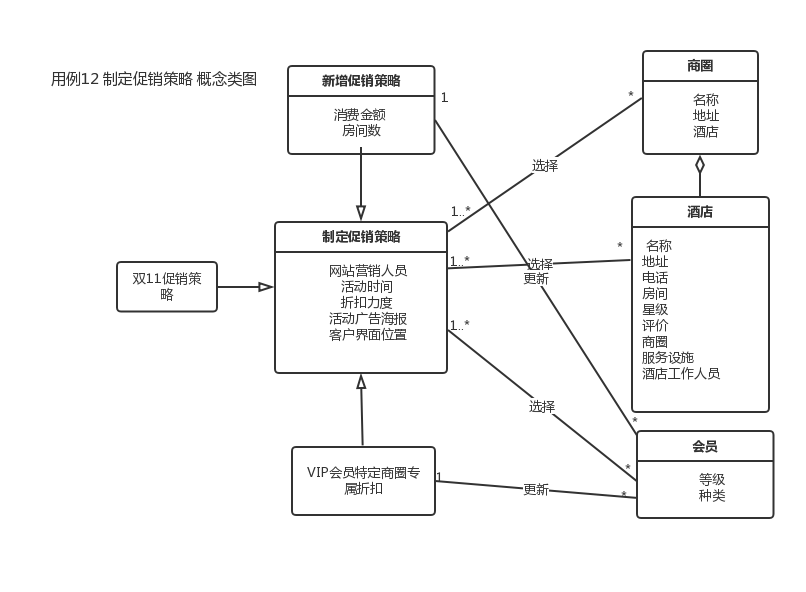 用例12 制定促销策略 概念类图
新增促销策略
消费金额
房间数
1
*
商圈
名称
地址
酒店
选择
1..*
制定促销策略
网站营销人员
活动时间
折扣力度
活动广告海报
客户界面位置
双11促销策
略
1..*
选择
更新
*
酒店
名称
地址
电话
房间
星级
评价
商圈
服务设施
酒店工作人员
1..*
选择
*
*
会员
等级
种类
VIP会员特定商圈专
属折扣
1
更新
*